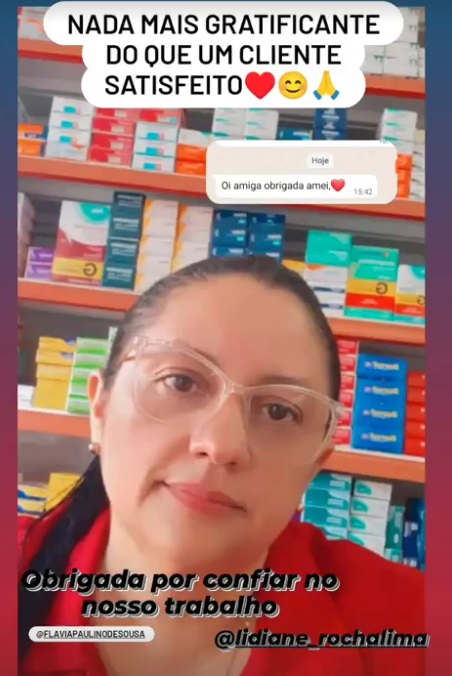 NADA MAIS GRATIFICANTE
DO QUE UM CLIENTE
SATISFEITO❤️😊🙏
Hoje
Oi amiga obrigada amei,❤️
15:42
Obrigada por confiar no
nosso trabalho
@FLAVIAPAULINODESOUSA
@lidiane_rochalima